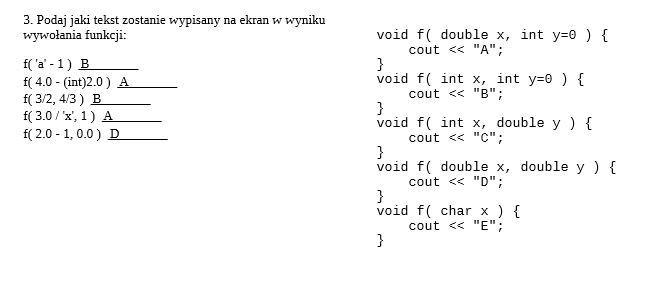 3. Podaj jaki tekst zostanie wypisany na ekran w wyniku
wywołania funkcji:
f( 'a' - 1 ) B
f( 4.0 - (int)2.0 ) A
f( 3/2, 4/3 ) B
f( 3.0 / 'x', 1 ) A
f( 2.0 - 1, 0.0 ) D
void f( double x, int y=0 ) {
cout << "A";
}
void f( int x, int y=0 ) {
cout << "B";
}
void f( int x, double y ) {
cout << "C";
}
void f( double x, double y ) {
cout << "D";
}
void f( char x ) {
cout << "E";
}